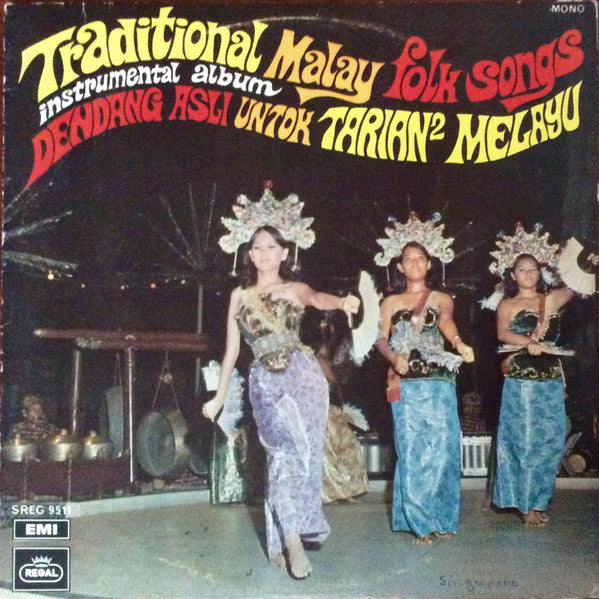 MONO
Traditional Malay folk songs
instrumental album
DENDANG ASLI UNTOK TARIAN² MELAYU
SREG 9511
EMI
REGAL
Singapore